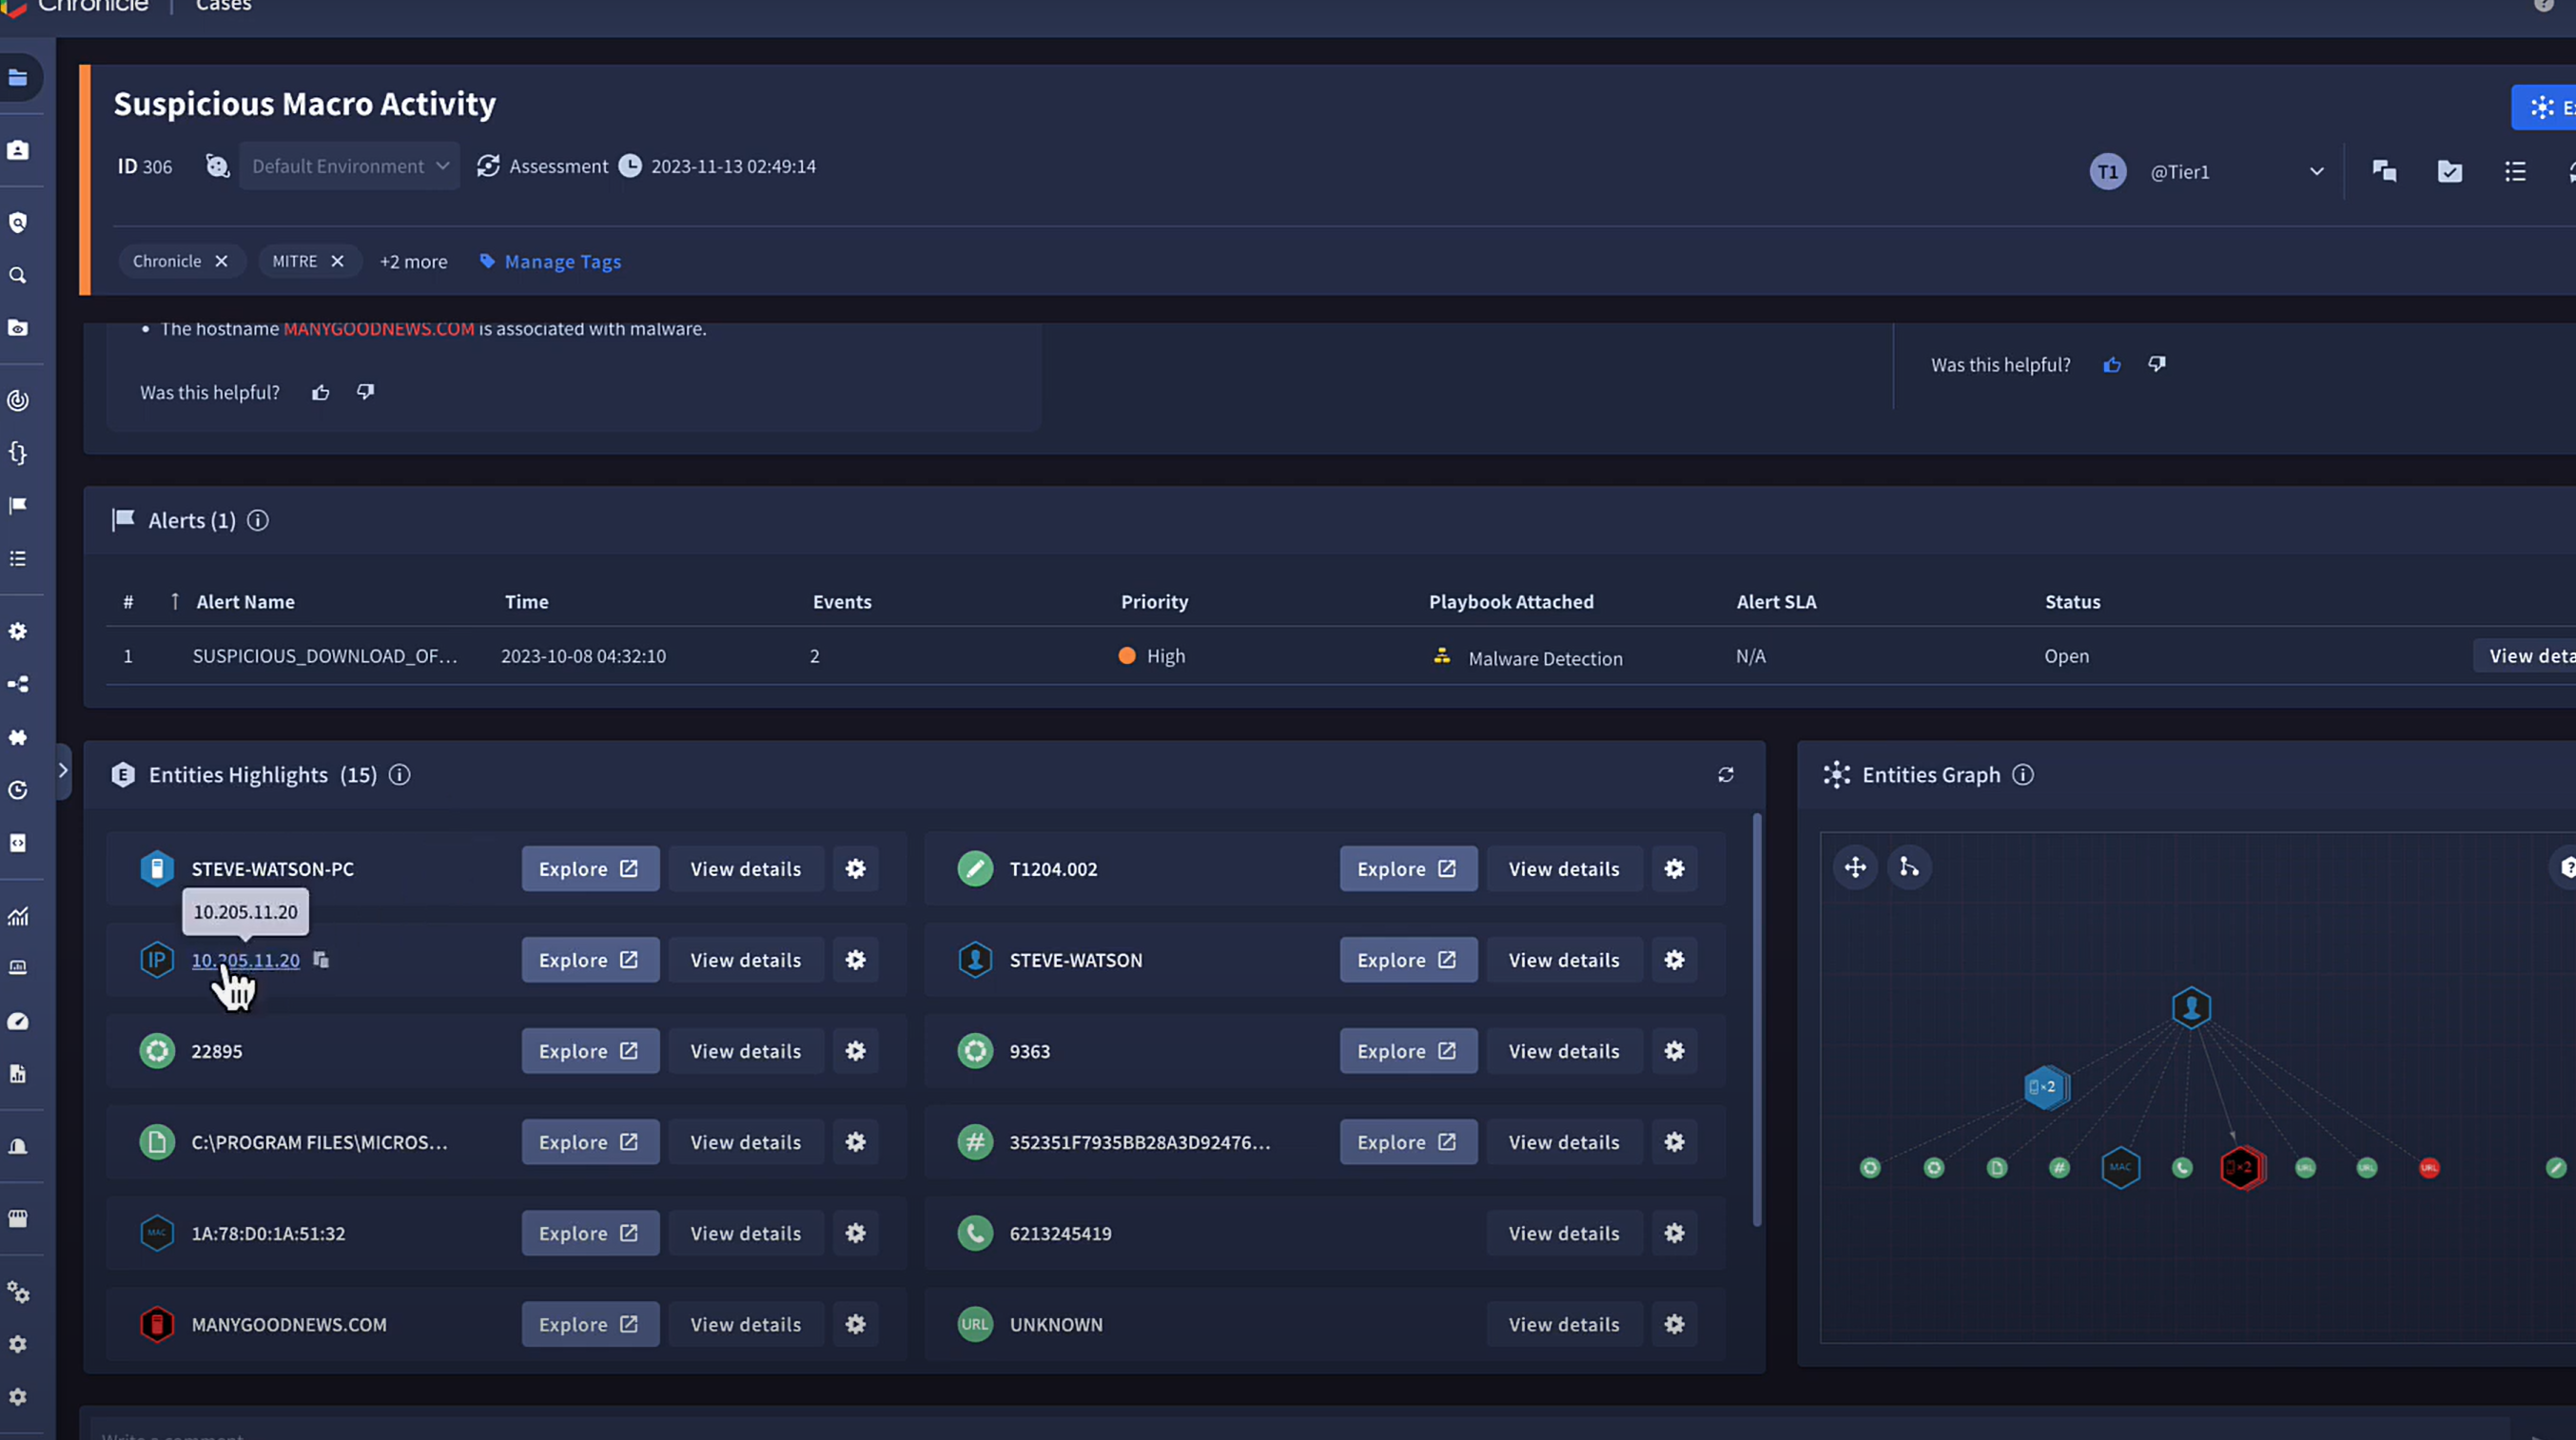 Chronicle | Cases
Suspicious Macro Activity
ID 306 Default Environment Assessment 2023-11-13 02:49:14
T1 @Tier1
Chronicle MITRE +2 more Manage Tags
• The hostname MANYGOODNEWS.COM is associated with malware.
Was this helpful?
Was this helpful?
Alerts (1)
# Alert Name Time Events Priority Playbook Attached Alert SLA Status
1 SUSPICIOUS_DOWNLOAD_OF... 2023-10-08 04:32:10 2 High Malware Detection N/A Open View deta
Entities Highlights (15)
STEVE-WATSON-PC Explore View details
T1204.002 Explore View details
10.205.11.20
IP 10.205.11.20 Explore View details
STEVE-WATSON Explore View details
22895 Explore View details
9363 Explore View details
C:\PROGRAM FILES\MICROS... Explore View details
# 352351F7935BB28A3D92476... Explore View details
MAC 1A:78:D0:1A:51:32 Explore View details
6213245419 View details
MANYGOODNEWS.COM Explore View details
URL UNKNOWN View details
Entities Graph
×2
# MAC ×2 URL URL URL